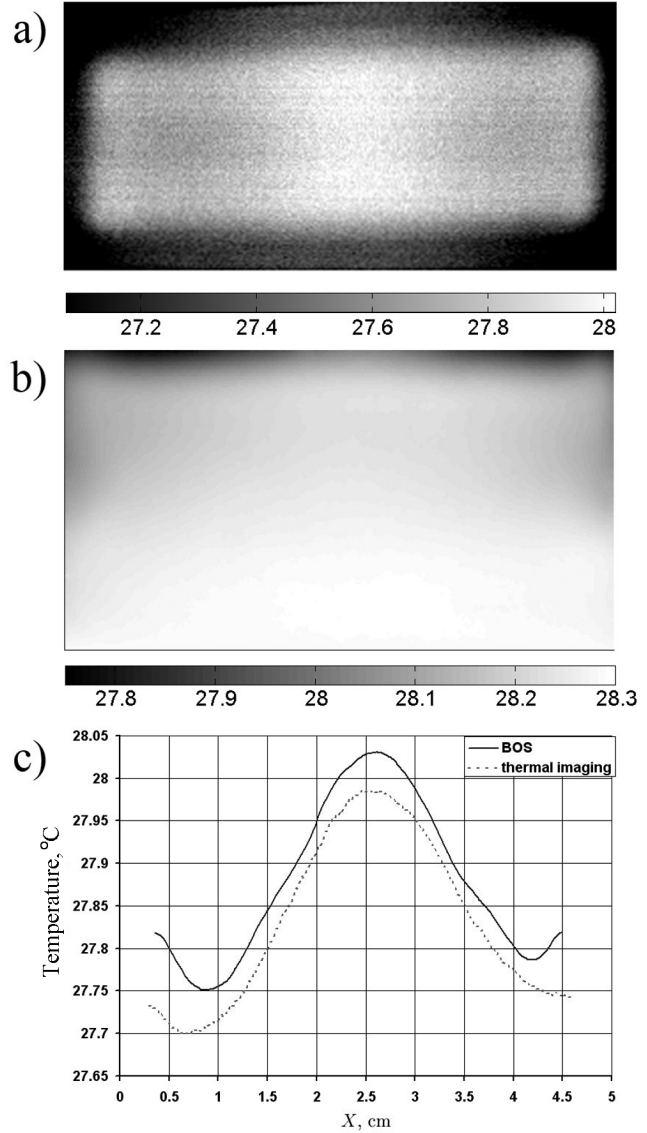 a)
27.2 27.4 27.6 27.8 28
b)
27.8 27.9 28 28.1 28.2 28.3
c)
28.05
28
27.95
27.9
27.85
27.8
27.75
27.7
27.65
Temperature, °C
BOS
thermal imaging
0 0.5 1 1.5 2 2.5 3 3.5 4 4.5 5
X, cm